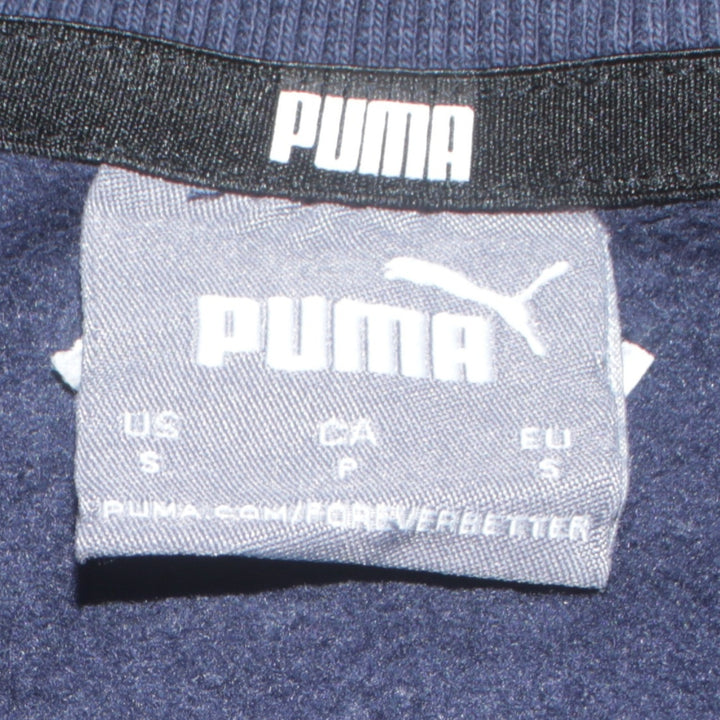 PUMA
PUMA
US CA EU
S P S
PUMA.COM/FOREVERBETTER